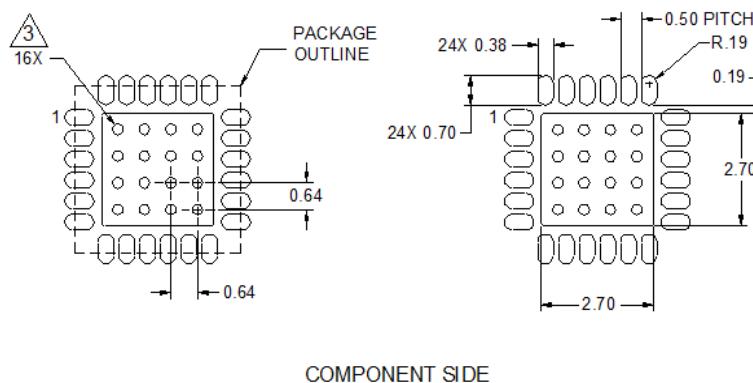 3
16X
PACKAGE
OUTLINE
1
0.64
0.64
24X 0.38
0.50 PITCH
R.19
0.19
24X 0.70
1
2.70
2.70
COMPONENT SIDE